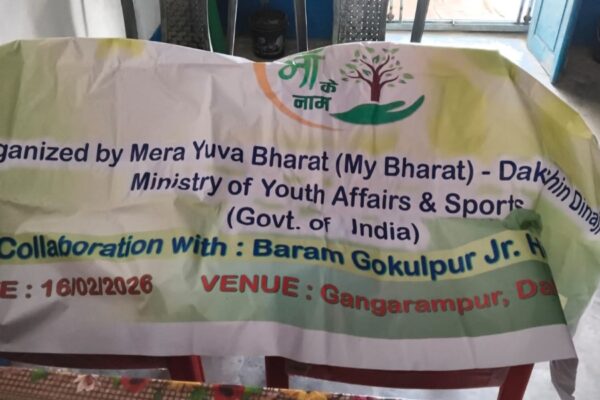 माँ के
नाम
ganized by Mera Yuva Bharat (My Bharat) - Dakhin Dinaj
Ministry of Youth Affairs & Sports
(Govt. of India)
Collaboration with : Baram Gokulpur Jr. H
E : 16/02/2026 VENUE : Gangarampur, Da